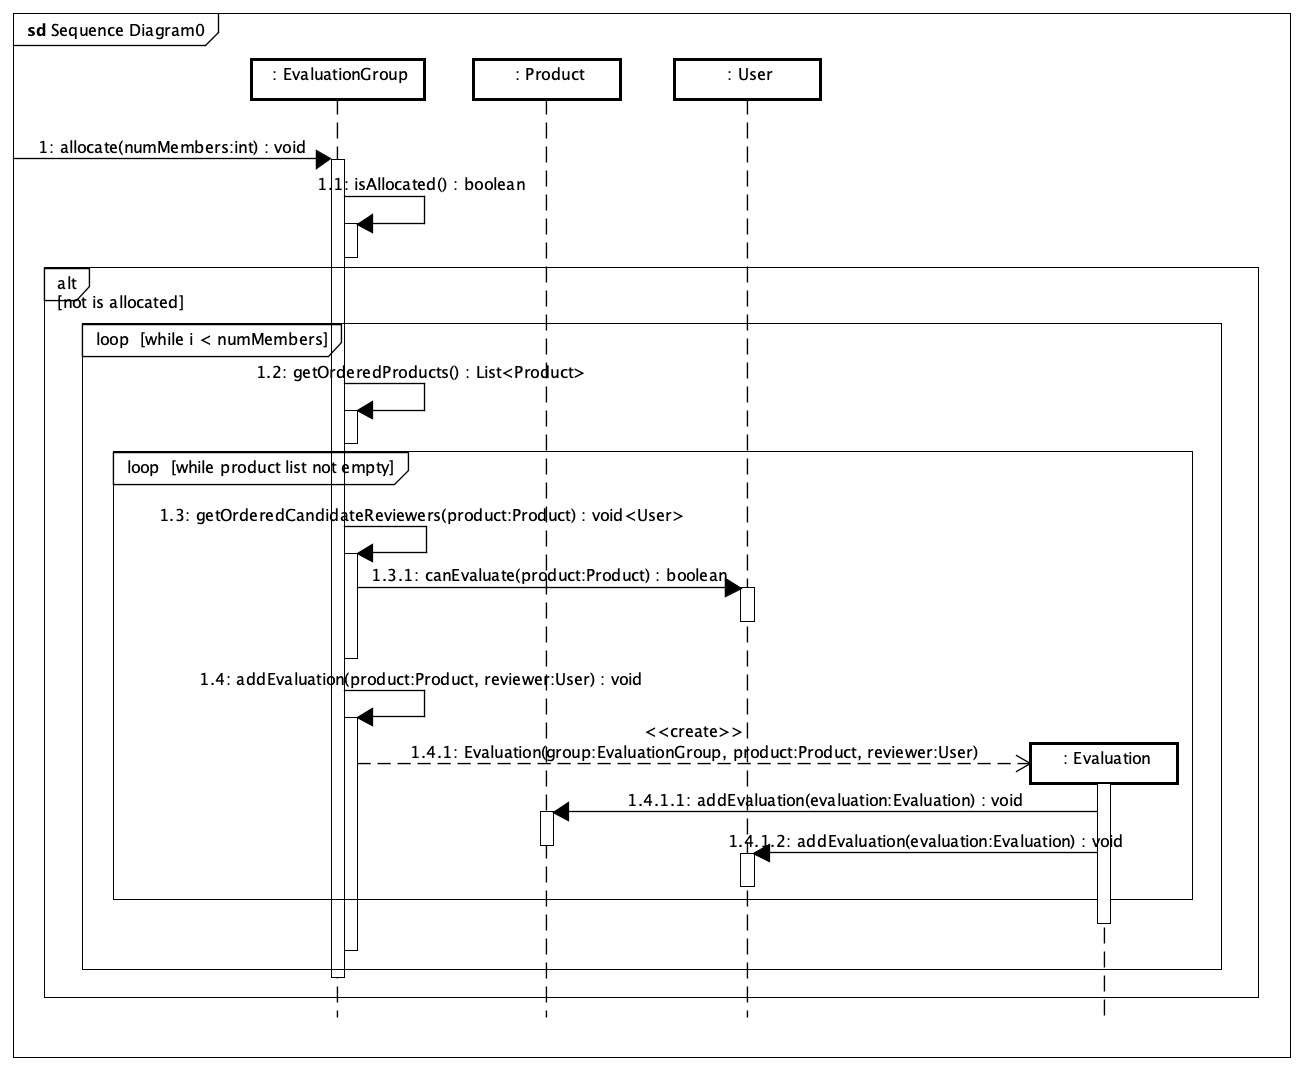 sd Sequence Diagram0
: EvaluationGroup
: Product
: User
1: allocate(numMembers:int) : void
1.1: isAllocated() : boolean
alt
[not is allocated]
loop [while i < numMembers]
1.2: getOrderedProducts() : List<Product>
loop [while product list not empty]
1.3: getOrderedCandidateReviewers(product:Product) : void<User>
1.3.1: canEvaluate(product:Product) : boolean
1.4: addEvaluation(product:Product, reviewer:User) : void
<<create>>
1.4.1: Evaluation(group:EvaluationGroup, product:Product, reviewer:User)
: Evaluation
1.4.1.1: addEvaluation(evaluation:Evaluation) : void
1.4.1.2: addEvaluation(evaluation:Evaluation) : void